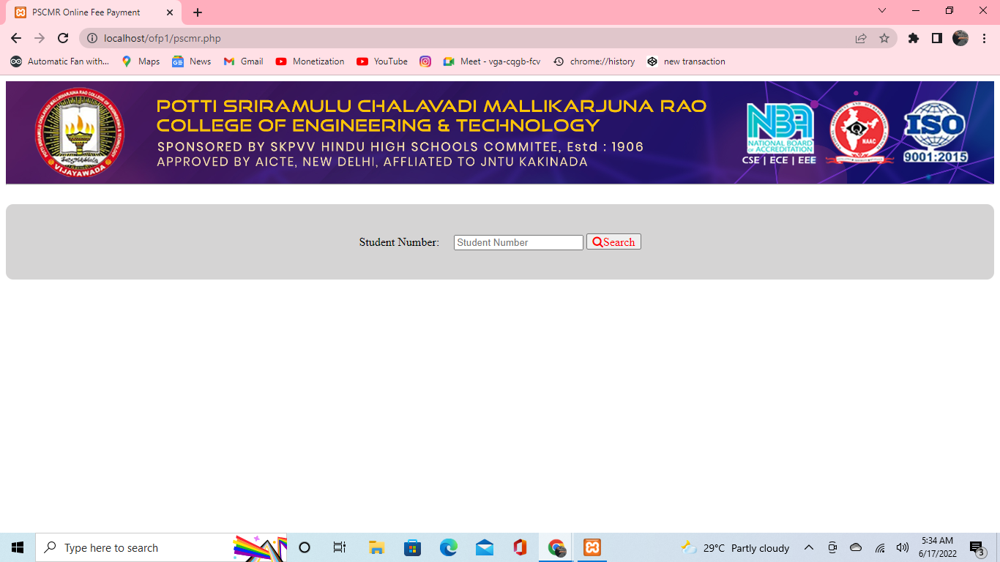 PSCMR Online Fee Payment
localhost/ofp1/pscmr.php
Automatic Fan with...
Maps
News
Gmail
Monetization
YouTube
Meet - vga-cqgb-fcv
chrome://history
new transaction
POTTI SRIRAMULU CHALAVADI MALLIKARJUNA RAO
COLLEGE OF ENGINEERING & TECHNOLOGY
SPONSORED BY SKPVV HINDU HIGH SCHOOLS COMMITEE, Estd : 1906
APPROVED BY AICTE, NEW DELHI, AFFLIATED TO JNTU KAKINADA
VIJAYAWADA
NBA
NATIONAL BOARD
OF ACCREDITATION
CSE | ECE | EEE
NAAC
ISO
9001:2015
Student Number:
Student Number
Search
Type here to search
29°C Partly cloudy
5:34 AM
6/17/2022
3